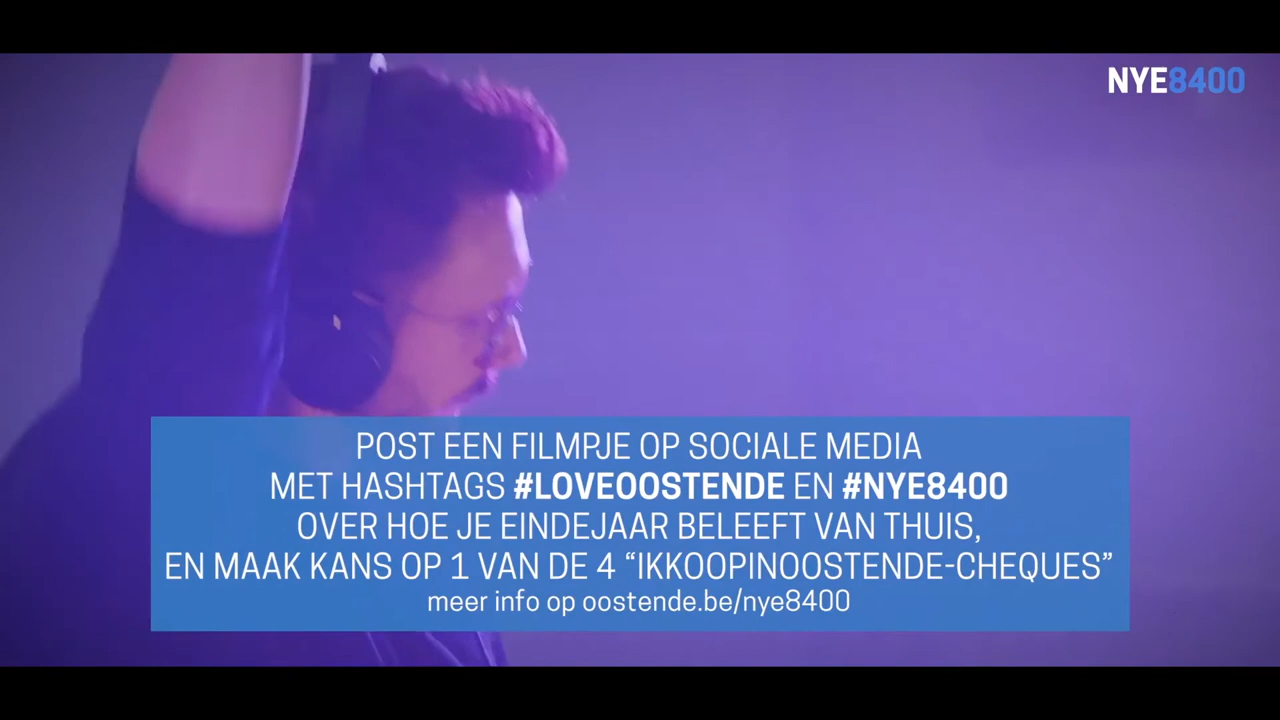 NYE8400
POST EEN FILMPJE OP SOCIALE MEDIA
MET HASHTAGS #LOVEOOSTENDE EN #NYE8400
OVER HOE JE EINDEJAAR BELEEFT VAN THUIS,
EN MAAK KANS OP 1 VAN DE 4 “IKKOOPINOOSTENDE-CHEQUES”
meer info op oostende.be/nye8400